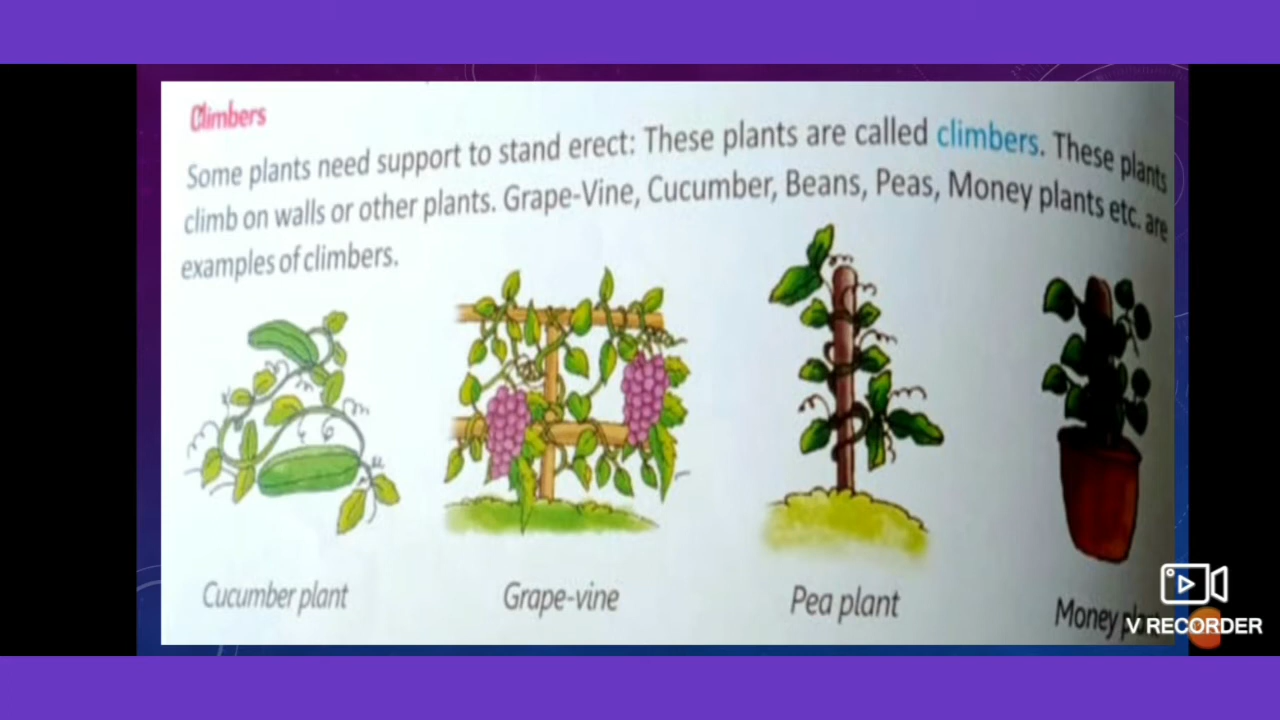 Climbers
Some plants need support to stand erect: These plants are called climbers. These plants
climb on walls or other plants. Grape-Vine, Cucumber, Beans, Peas, Money plants etc. are
examples of climbers.
Cucumber plant
Grape-vine
Pea plant
Money plant
V RECORDER